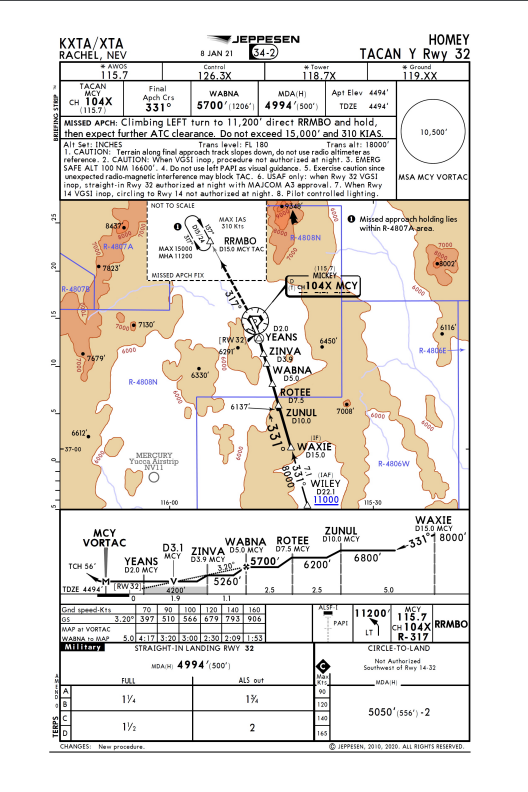 KXTA/XTA
JEPPESEN
HOMEY
RACHEL, NEV
8 JAN 21
34-2
TACAN Y Rwy 32
* AWOS
Control
* Tower
* Ground
115.7
126.3X
118.7X
119.XX
BRIEFING STRIP
TACAN
MCY
CH 104X
(115.7)
Final
Apch Crs
331°
WABNA
5700' (1206')
MDA(H)
4994' (500')
Apt Elev 4494'
TDZE 4494'
10,500'
MSA MCY VORTAC
MISSED APCH: Climbing LEFT turn to 11,200' direct RRMBO and hold,
then expect further ATC clearance. Do not exceed 15,000' and 310 KIAS.
Alt Set: INCHES
Trans level: FL 180
Trans alt: 18000'
1. CAUTION: Terrain along final approach track slopes down, do not use radio altimeter as
reference. 2. CAUTION: When VGSI inop, procedure not authorized at night. 3. EMERG
SAFE ALT 100 NM 16600'. 4. Do not use LPAPI as visual guidance. 5. Exercise caution since
unexpected radio-magnetic interference may block TAC. 6. USAF only: when Rwy 32 VGSI
inop, straight-in Rwy 32 authorized at night with MAJCOM A3 approval. 7. When Rwy
14 VGSI inop, circling to Rwy 14 not authorized at night. 8. Pilot controlled lighting.
NOT TO SCALE
MAX IAS
310 Kts
RRMBO
D15.0 MCY TAC
MAX 15000
MHA 11200
MISSED APCH FIX
Missed approach holding lies
within R-4807A area.
8437'
R-4807A
7823'
R-4807B
9348'
R-4808N
8002'
(115.7)
MICKEY
CH 104X MCY
317°
7130'
7679'
D2.0
YEANS
[RW32]
6291'
ZINVA
D3.9
WABNA
D5.0
6450'
6116'
R-4806E
6330'
R-4808N
ROTEE
D7.5
6137'
ZUNUL
D10.0
7008'
331°
6612'
37-00
MERCURY
Yucca Airstrip
NV11
(IF)
WAXIE
D15.0
R-4806W
7.1
331°
8000
(IAF)
WILEY
D22.1
11000
116-00
115-30
MCY
VORTAC
YEANS
D2.0 MCY
D3.1
MCY
ZINVA
D3.9 MCY
WABNA
D5.0 MCY
ROTEE
D7.5 MCY
ZUNUL
D10.0 MCY
WAXIE
D15.0 MCY
331°
8000'
6800'
6200'
5700'
5260'
4200'
3.20°
TCH 56'
M
V
[RW32]
TDZE 4494'
0
1.9
1.1
2.5
2.5
5.0
Gnd speed-Kts 70 90 100 120 140 160
GS 3.20° 397 510 566 679 793 906
MAP at VORTAC
WABNA to MAP 5.0 4:17 3:20 3:00 2:30 2:09 1:53
ALSF-I
PAPI
11200'
LT
MCY
115.7
CH 104X
R-317
RRMBO
Military
STRAIGHT-IN LANDING RWY 32
CIRCLE-TO-LAND
MDA(H) 4994' (500')
Not Authorized
Southwest of Rwy 14-32
FULL
ALS out
C
Max
Kts
MDA(H)
A
B
1¼
1¾
90
120
C
D
1½
2
140
165
5050' (556') -2
TERPS
CHANGES: New procedure.
© JEPPESEN, 2010, 2020. ALL RIGHTS RESERVED.